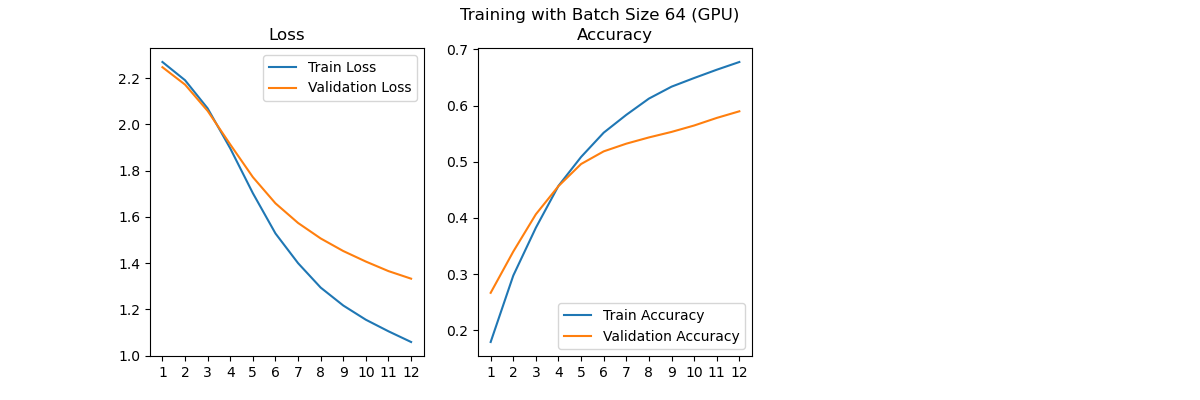 Training with Batch Size 64 (GPU)
Loss
Train Loss
Validation Loss
2.2
2.0
1.8
1.6
1.4
1.2
1.0
1 2 3 4 5 6 7 8 9 10 11 12
Accuracy
0.7
0.6
0.5
0.4
0.3
0.2
Train Accuracy
Validation Accuracy
1 2 3 4 5 6 7 8 9 10 11 12